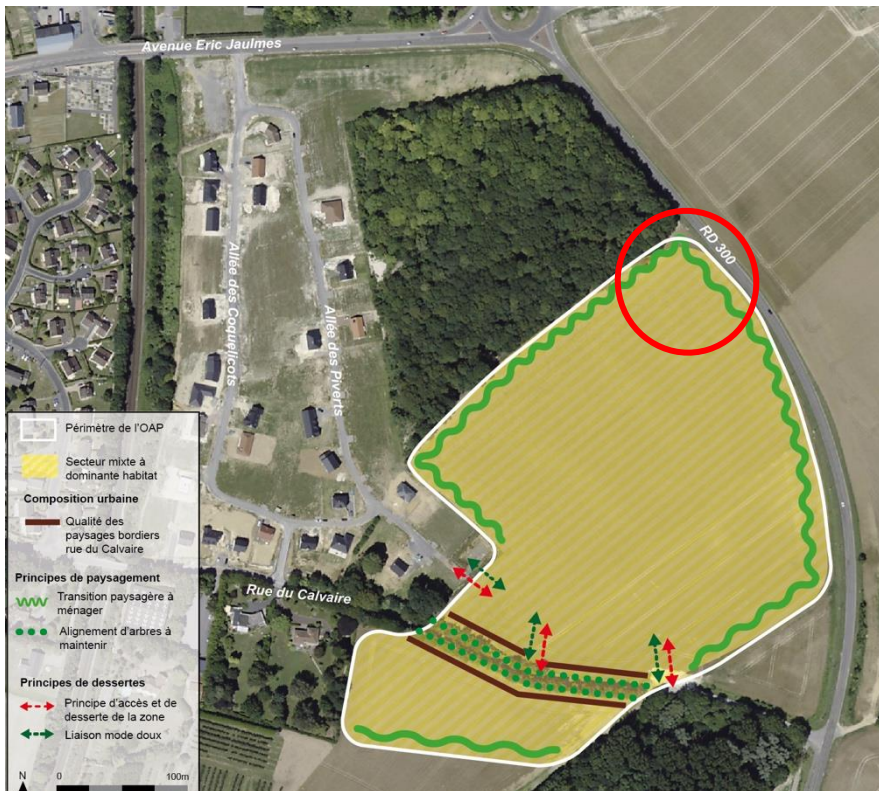 Avenue Eric Jaulmes
RD 300
Allée des Coquelicots
Allée des Piverts
Rue du Calvaire
Périmètre de l'OAP
Secteur mixte à
dominante habitat
Composition urbaine
Qualité des
paysages bordiers
rue du Calvaire
Principes de paysagement
Transition paysagère à
ménager
Alignement d'arbres à
maintenir
Principes de dessertes
Principe d'accès et de
desserte de la zone
Liaison mode doux
N 0 100m